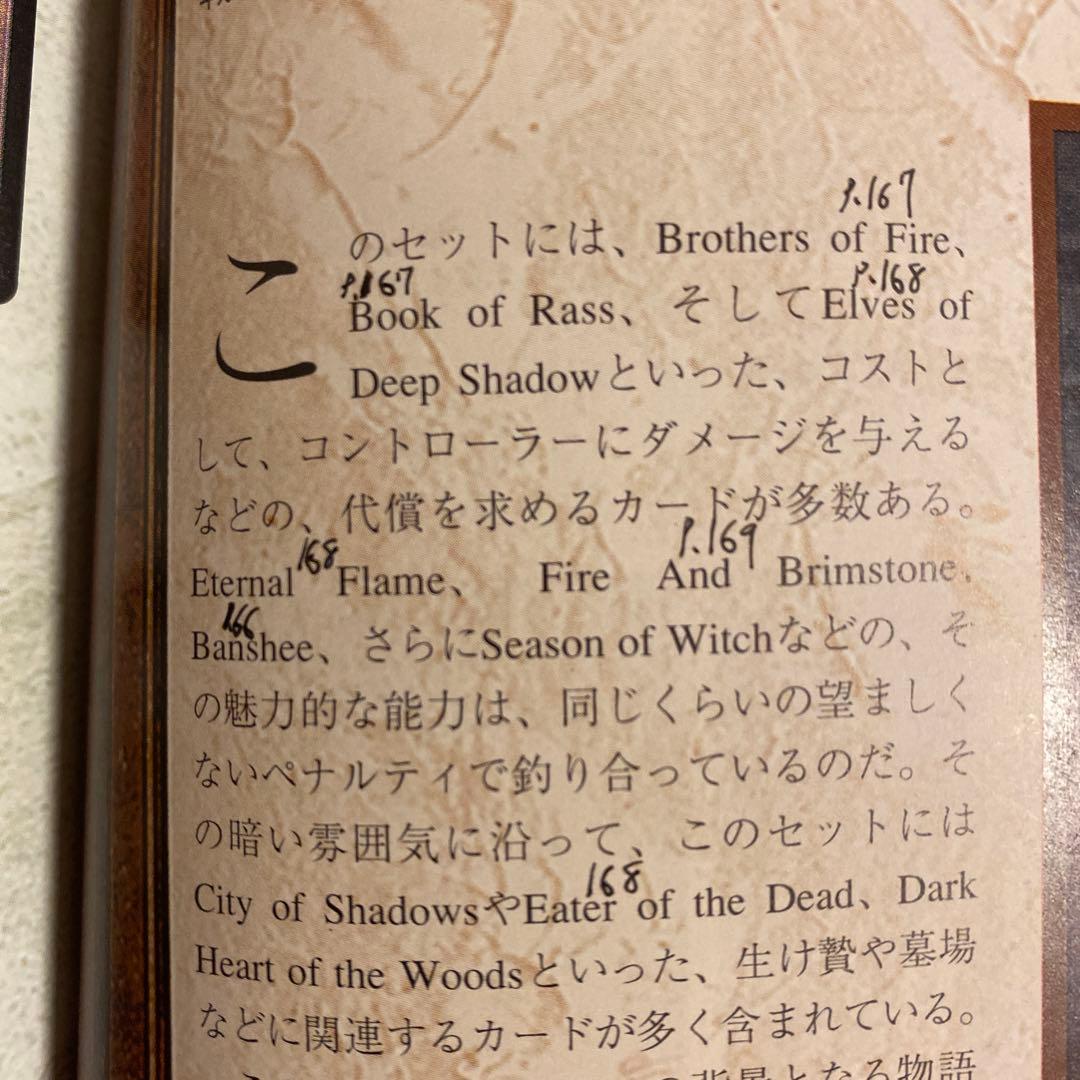 p.167
このセットには、Brothers of Fire、
p.167 p.168
Book of Rass、そしてElves of
Deep Shadowといった、コストと
して、コントローラーにダメージを与える
などの、代償を求めるカードが多数ある。
168 p.169
Eternal Flame、 Fire And Brimstone、
166
Banshee、さらにSeason of Witchなどの、そ
の魅力的な能力は、同じくらいの望ましく
ないペナルティで釣り合っているのだ。そ
の暗い雰囲気に沿って、このセットには
168
City of ShadowsやEater of the Dead、Dark
Heart of the Woodsといった、生け贄や墓場
などに関連するカードが多く含まれている。
の背景となる物語